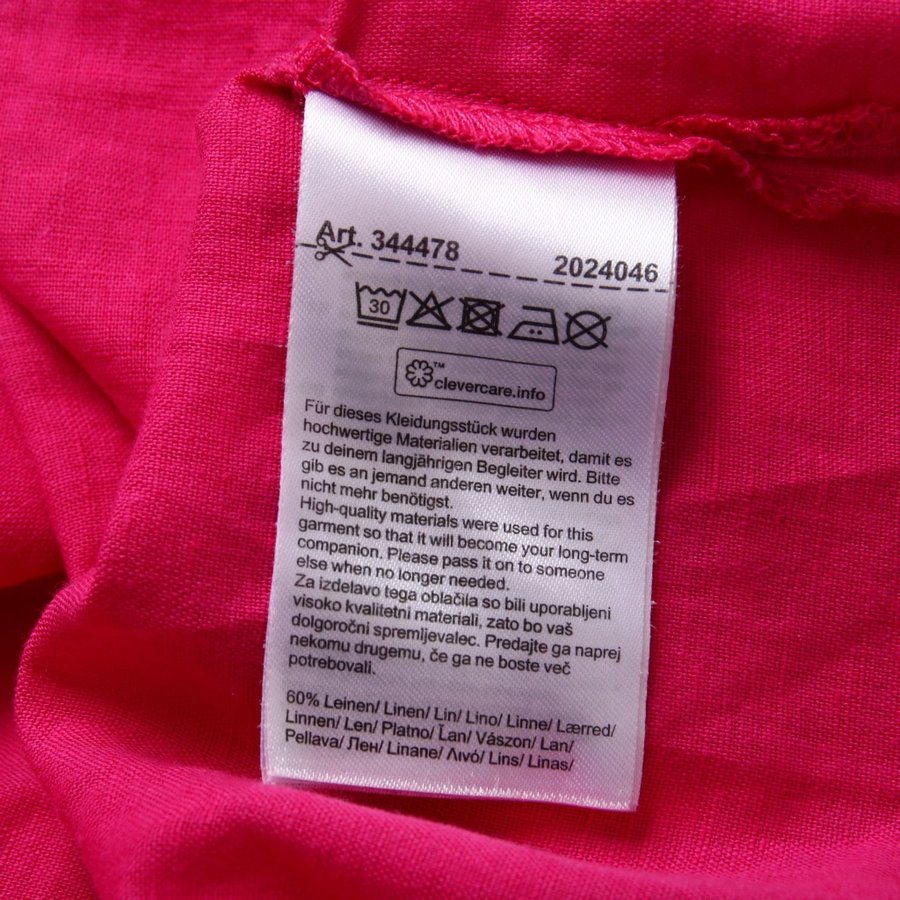 Art. 344478
2024046
30
™
clevercare.info
Für dieses Kleidungsstück wurden
hochwertige Materialien verarbeitet, damit es
zu deinem langjährigen Begleiter wird. Bitte
gib es an jemand anderen weiter, wenn du es
nicht mehr benötigst.
High-quality materials were used for this
garment so that it will become your long-term
companion. Please pass it on to someone
else when no longer needed.
Za izdelavo tega oblačila so bili uporabljeni
visoko kvalitetni materiali, zato bo vaš
dolgoročni spremljevalec. Predajte ga naprej
nekomu drugemu, če ga ne boste več
potrebovali.
60% Leinen/ Linen/ Lin/ Lino/ Linne/ Lærred/
Linnen/ Len/ Platno/ Ľan/ Vászon/ Lan/
Pellava/ Лен/ Linane/ Λινό/ Lins/ Linas/